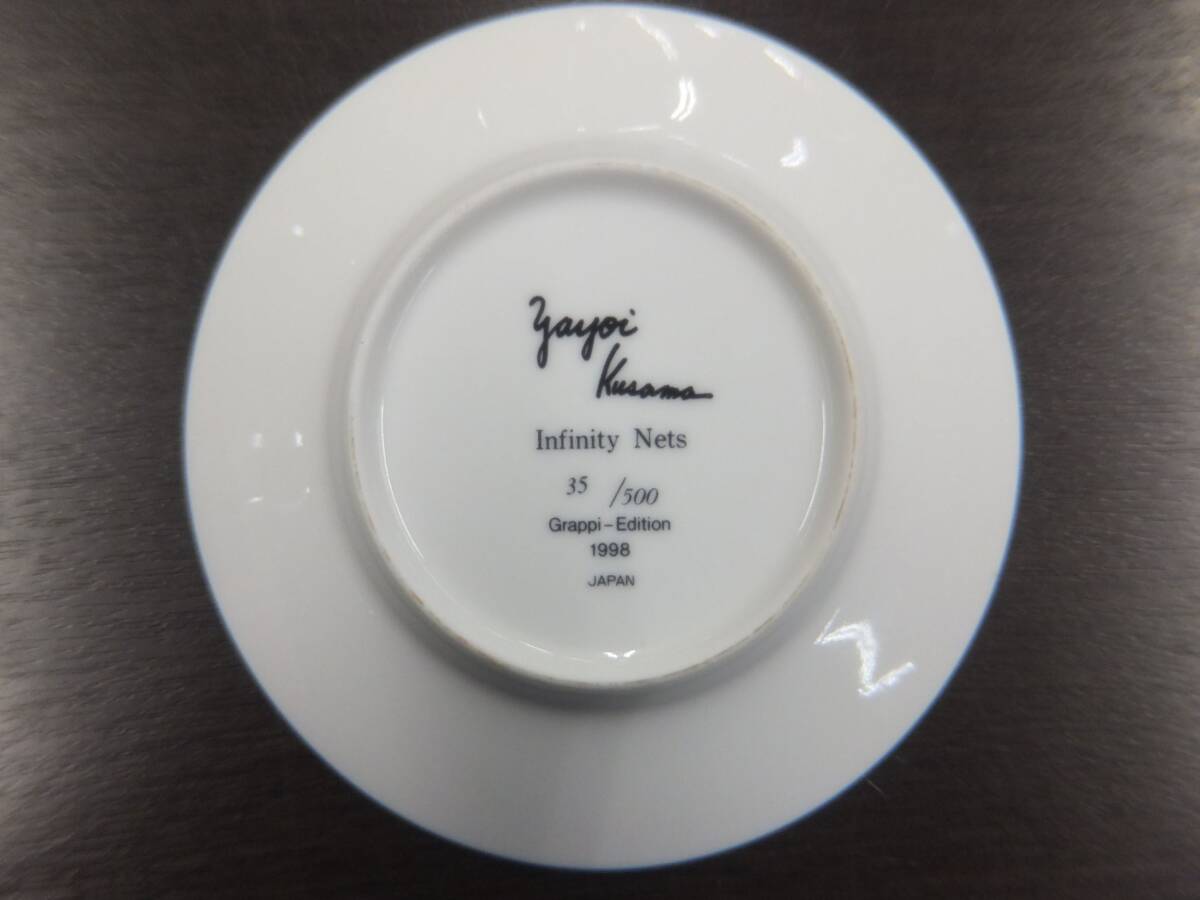 Yayoi
Kusama
Infinity Nets
35 /500
Grappi-Edition
1998
JAPAN